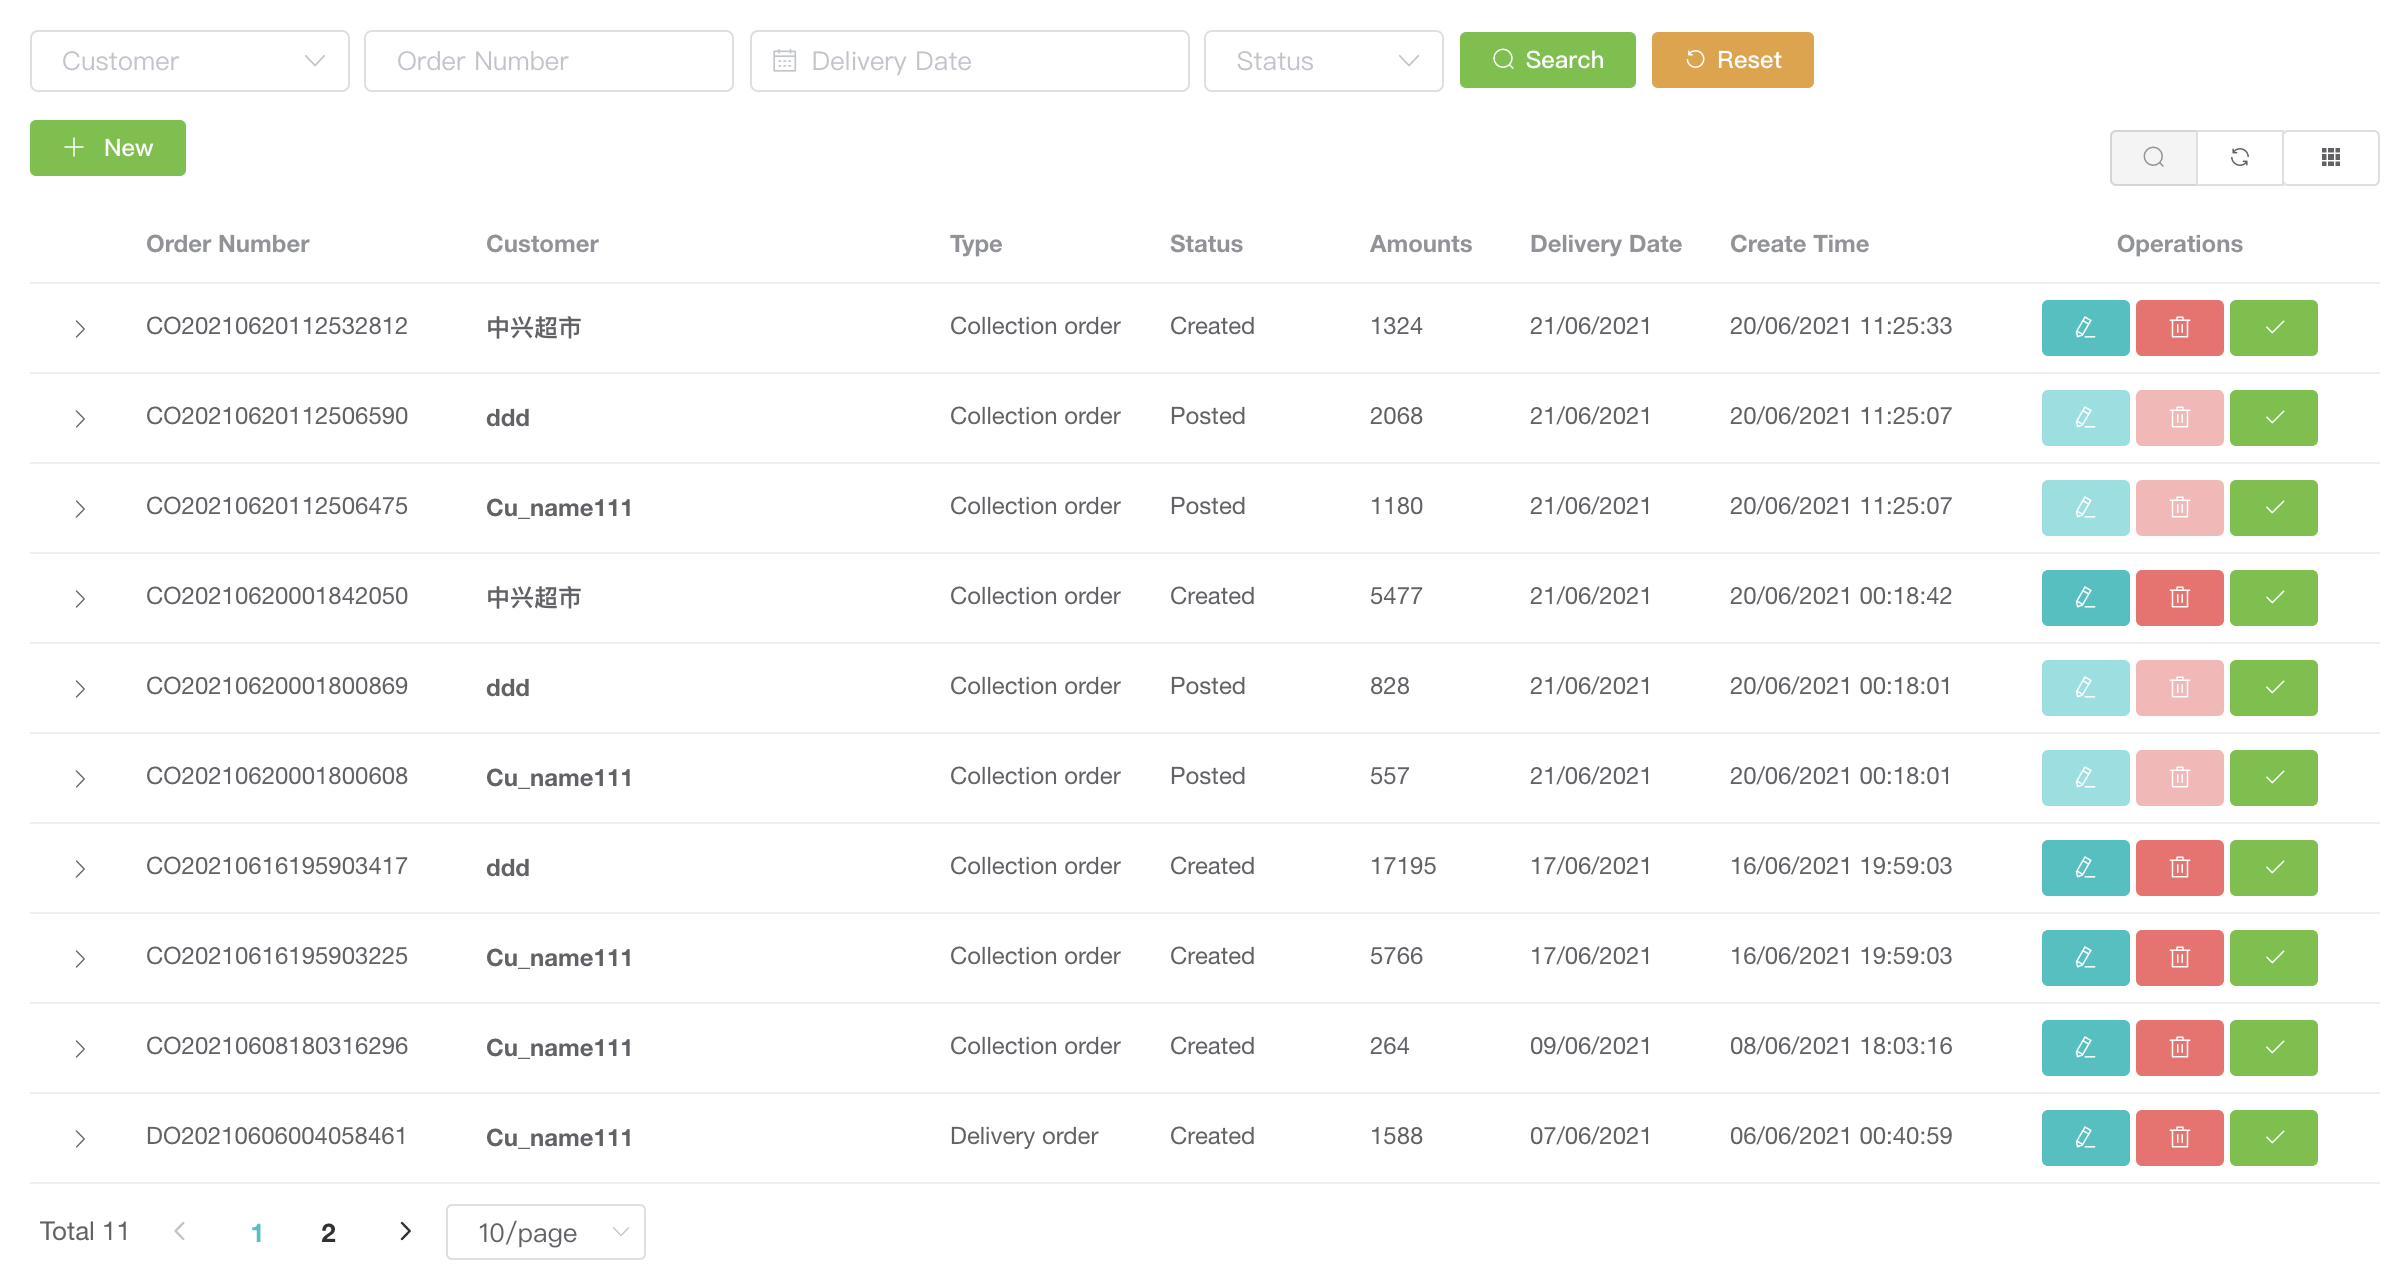 Customer Order Number Delivery Date Status Search Reset
New
Order Number Customer Type Status Amounts Delivery Date Create Time Operations
CO20210620112532812 中兴超市 Collection order Created 1324 21/06/2021 20/06/2021 11:25:33
CO20210620112506590 ddd Collection order Posted 2068 21/06/2021 20/06/2021 11:25:07
CO20210620112506475 Cu_name111 Collection order Posted 1180 21/06/2021 20/06/2021 11:25:07
CO20210620001842050 中兴超市 Collection order Created 5477 21/06/2021 20/06/2021 00:18:42
CO20210620001800869 ddd Collection order Posted 828 21/06/2021 20/06/2021 00:18:01
CO20210620001800608 Cu_name111 Collection order Posted 557 21/06/2021 20/06/2021 00:18:01
CO20210616195903417 ddd Collection order Created 17195 17/06/2021 16/06/2021 19:59:03
CO20210616195903225 Cu_name111 Collection order Created 5766 17/06/2021 16/06/2021 19:59:03
CO20210608180316296 Cu_name111 Collection order Created 264 09/06/2021 08/06/2021 18:03:16
DO20210606004058461 Cu_name111 Delivery order Created 1588 07/06/2021 06/06/2021 00:40:59
Total 11 1 2 10/page